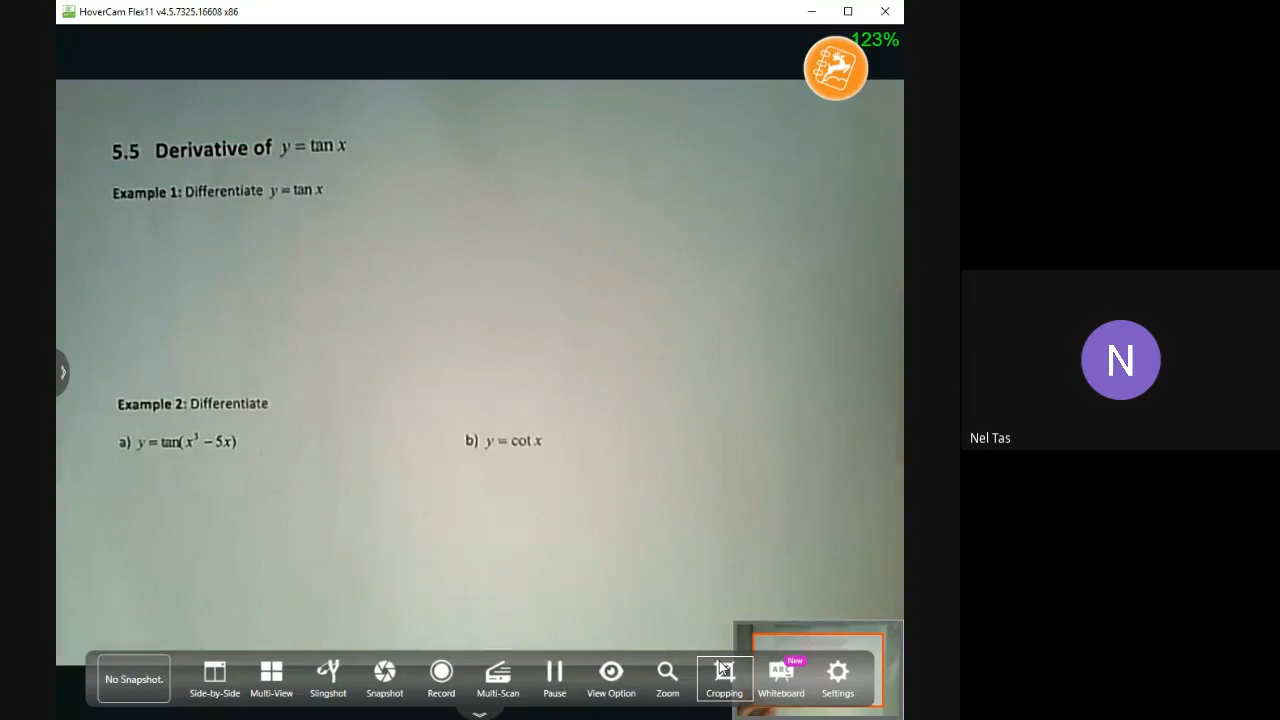 HoverCam Flex11 v4.5.7325.16608 x86
123%
5.5 Derivative of y = tan x
Example 1: Differentiate y = tan x
Example 2: Differentiate
a) y = tan(x³ − 5x)
b) y = cot x
N
Nel Tas
No Snapshot.
Side-by-Side
Multi-View
Slingshot
Snapshot
Record
Multi-Scan
Pause
View Option
Zoom
Cropping
ABC
New
Whiteboard
Settings